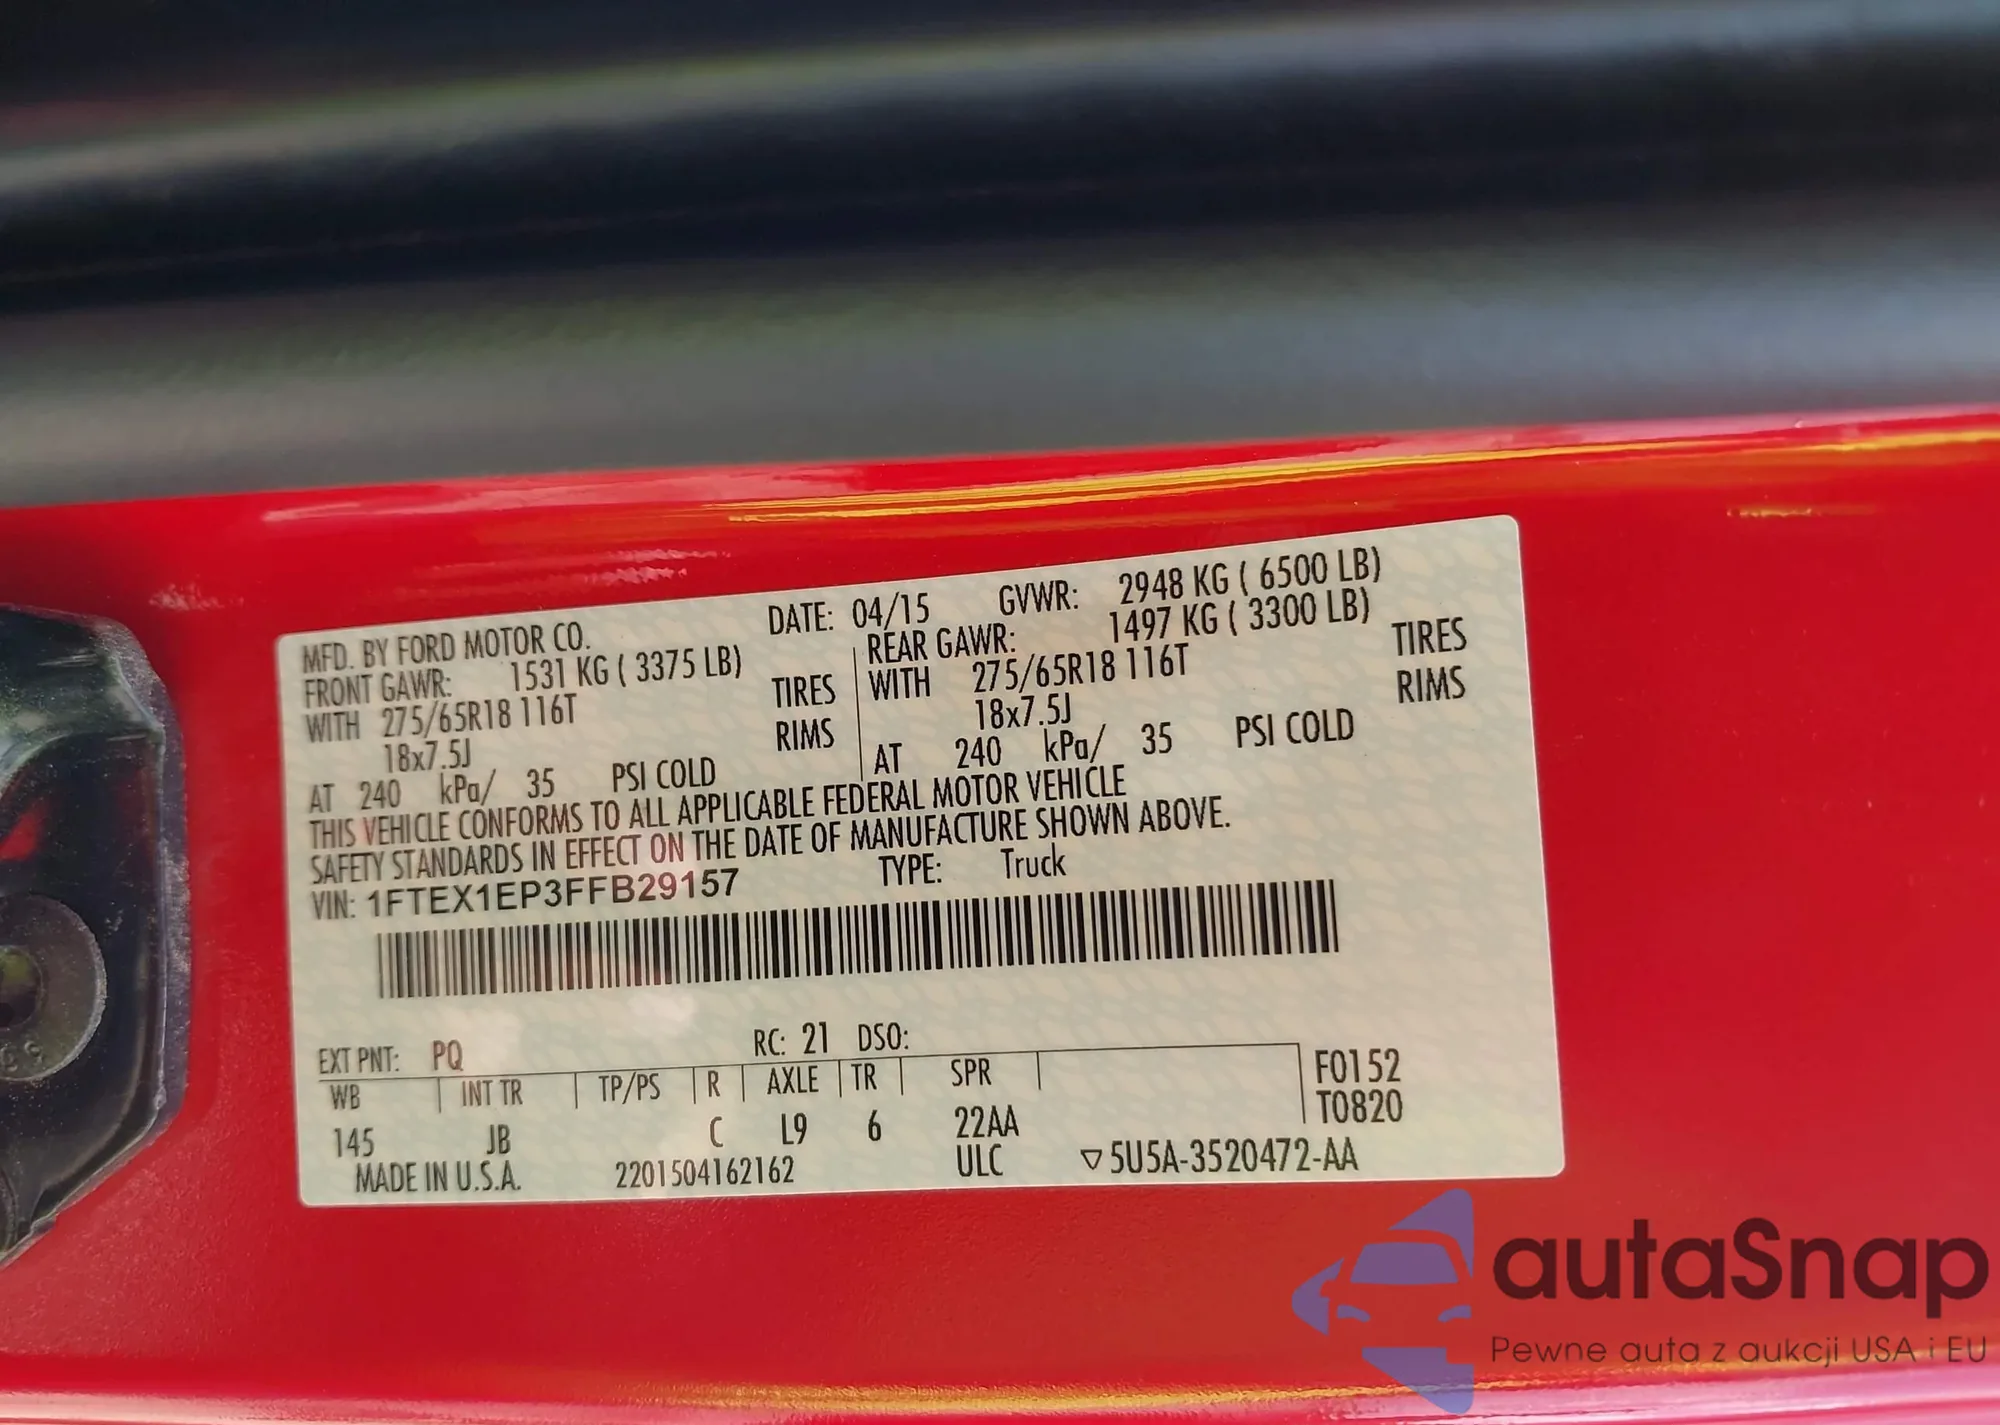 MFD. BY FORD MOTOR CO. DATE: 04/15 GVWR: 2948 KG ( 6500 LB)
FRONT GAWR: 1531 KG ( 3375 LB) REAR GAWR: 1497 KG ( 3300 LB)
WITH 275/65R18 116T TIRES WITH 275/65R18 116T TIRES
18x7.5J RIMS 18x7.5J RIMS
AT 240 kPa/ 35 PSI COLD AT 240 kPa/ 35 PSI COLD
THIS VEHICLE CONFORMS TO ALL APPLICABLE FEDERAL MOTOR VEHICLE
SAFETY STANDARDS IN EFFECT ON THE DATE OF MANUFACTURE SHOWN ABOVE.
VIN: 1FTEX1EP3FFB29157 TYPE: Truck
EXT PNT: PQ RC: 21 DSO:
WB INT TR TP/PS R AXLE TR SPR F0152
145 JB C L9 6 22AA T0820
MADE IN U.S.A. 2201504162162 ULC ▽5U5A-3520472-AA
autaSnap
Pewne auta z aukcji USA i EU